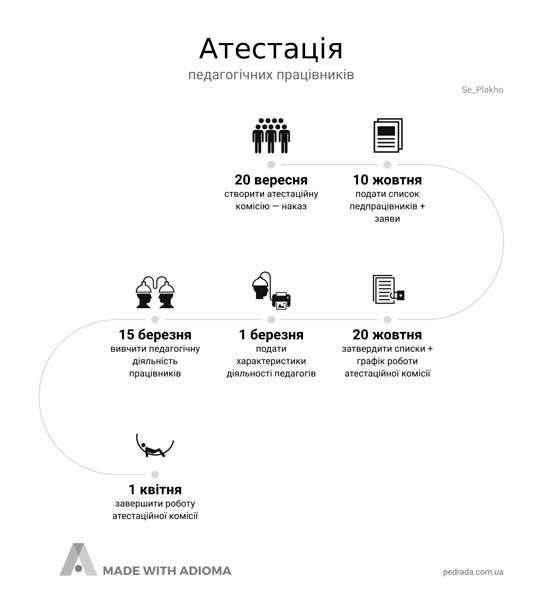 Атестація
педагогічних працівників
Se_Plakho
20 вересня
створити атестаційну
комісію — наказ
10 жовтня
подати список
педпрацівників +
заяви
15 березня
вивчити педагогічну
діяльність
працівників
1 березня
подати
характеристики
діяльності педагогів
20 жовтня
затвердити списки +
графік роботи
атестаційної комісії
1 квітня
завершити роботу
атестаційної комісії
MADE WITH ADIOMA
pedrada.com.ua